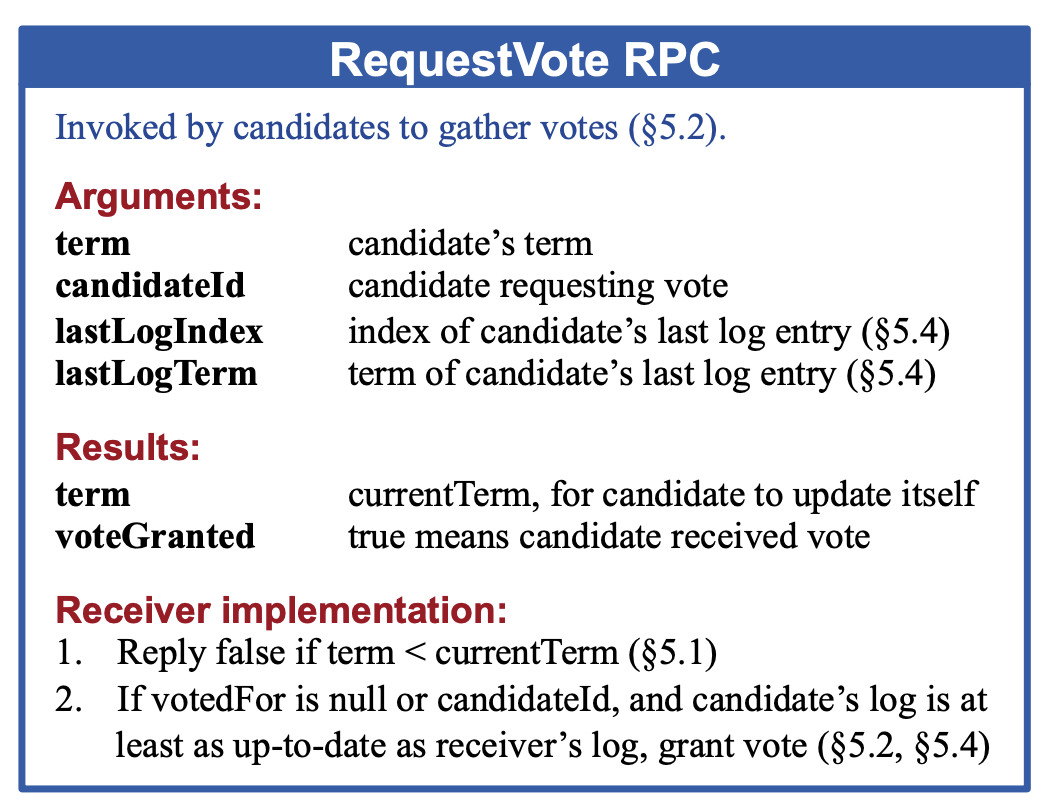 RequestVote RPC
Invoked by candidates to gather votes (§5.2).
Arguments:
term candidate’s term
candidateId candidate requesting vote
lastLogIndex index of candidate’s last log entry (§5.4)
lastLogTerm term of candidate’s last log entry (§5.4)
Results:
term currentTerm, for candidate to update itself
voteGranted true means candidate received vote
Receiver implementation:
1. Reply false if term < currentTerm (§5.1)
2. If votedFor is null or candidateId, and candidate’s log is at
least as up-to-date as receiver’s log, grant vote (§5.2, §5.4)